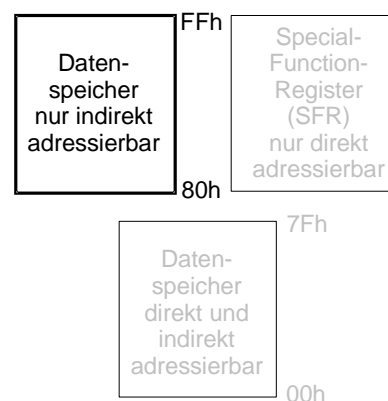 Daten-
speicher
nur indirekt
adressierbar
FFh
80h
Special-
Function-
Register
(SFR)
nur direkt
adressierbar
7Fh
Daten-
speicher
direkt und
indirekt
adressierbar
00h